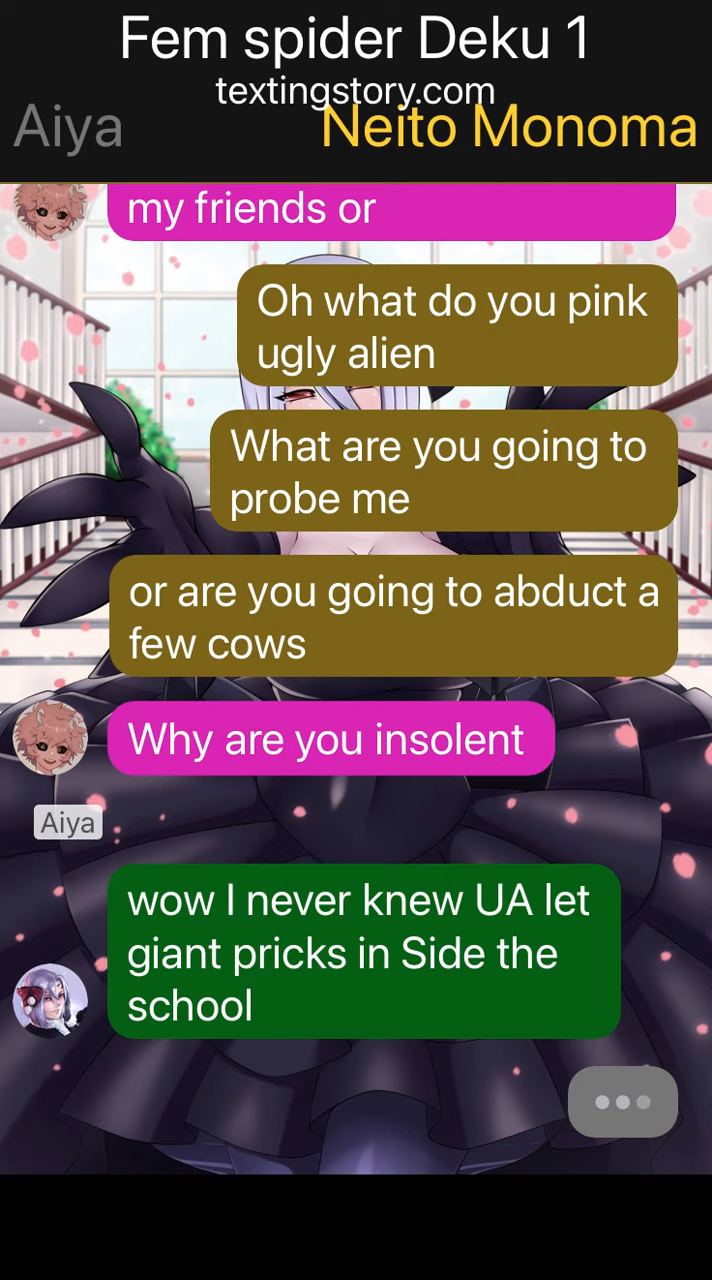 Fem spider Deku 1
textingstory.com
Aiya
Neito Monoma
my friends or
Oh what do you pink
ugly alien
What are you going to
probe me
or are you going to abduct a
few cows
Why are you insolent
Aiya
wow I never knew UA let
giant pricks in Side the
school